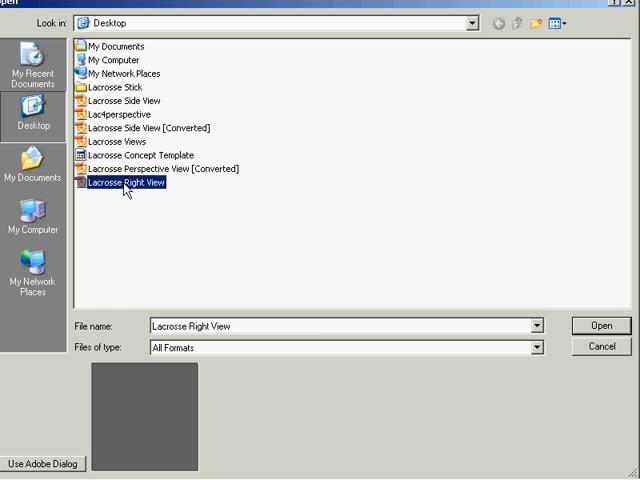 Open
Look in:
Desktop
My Recent
Documents
Desktop
My Documents
My Computer
My Network
Places
My Documents
My Computer
My Network Places
Lacrosse Stick
Lacrosse Side View
Lac4perspective
Lacrosse Side View [Converted]
Lacrosse Views
Lacrosse Concept Template
Lacrosse Perspective View [Converted]
Lacrosse Right View
File name:
Lacrosse Right View
Open
Files of type:
All Formats
Cancel
Use Adobe Dialog